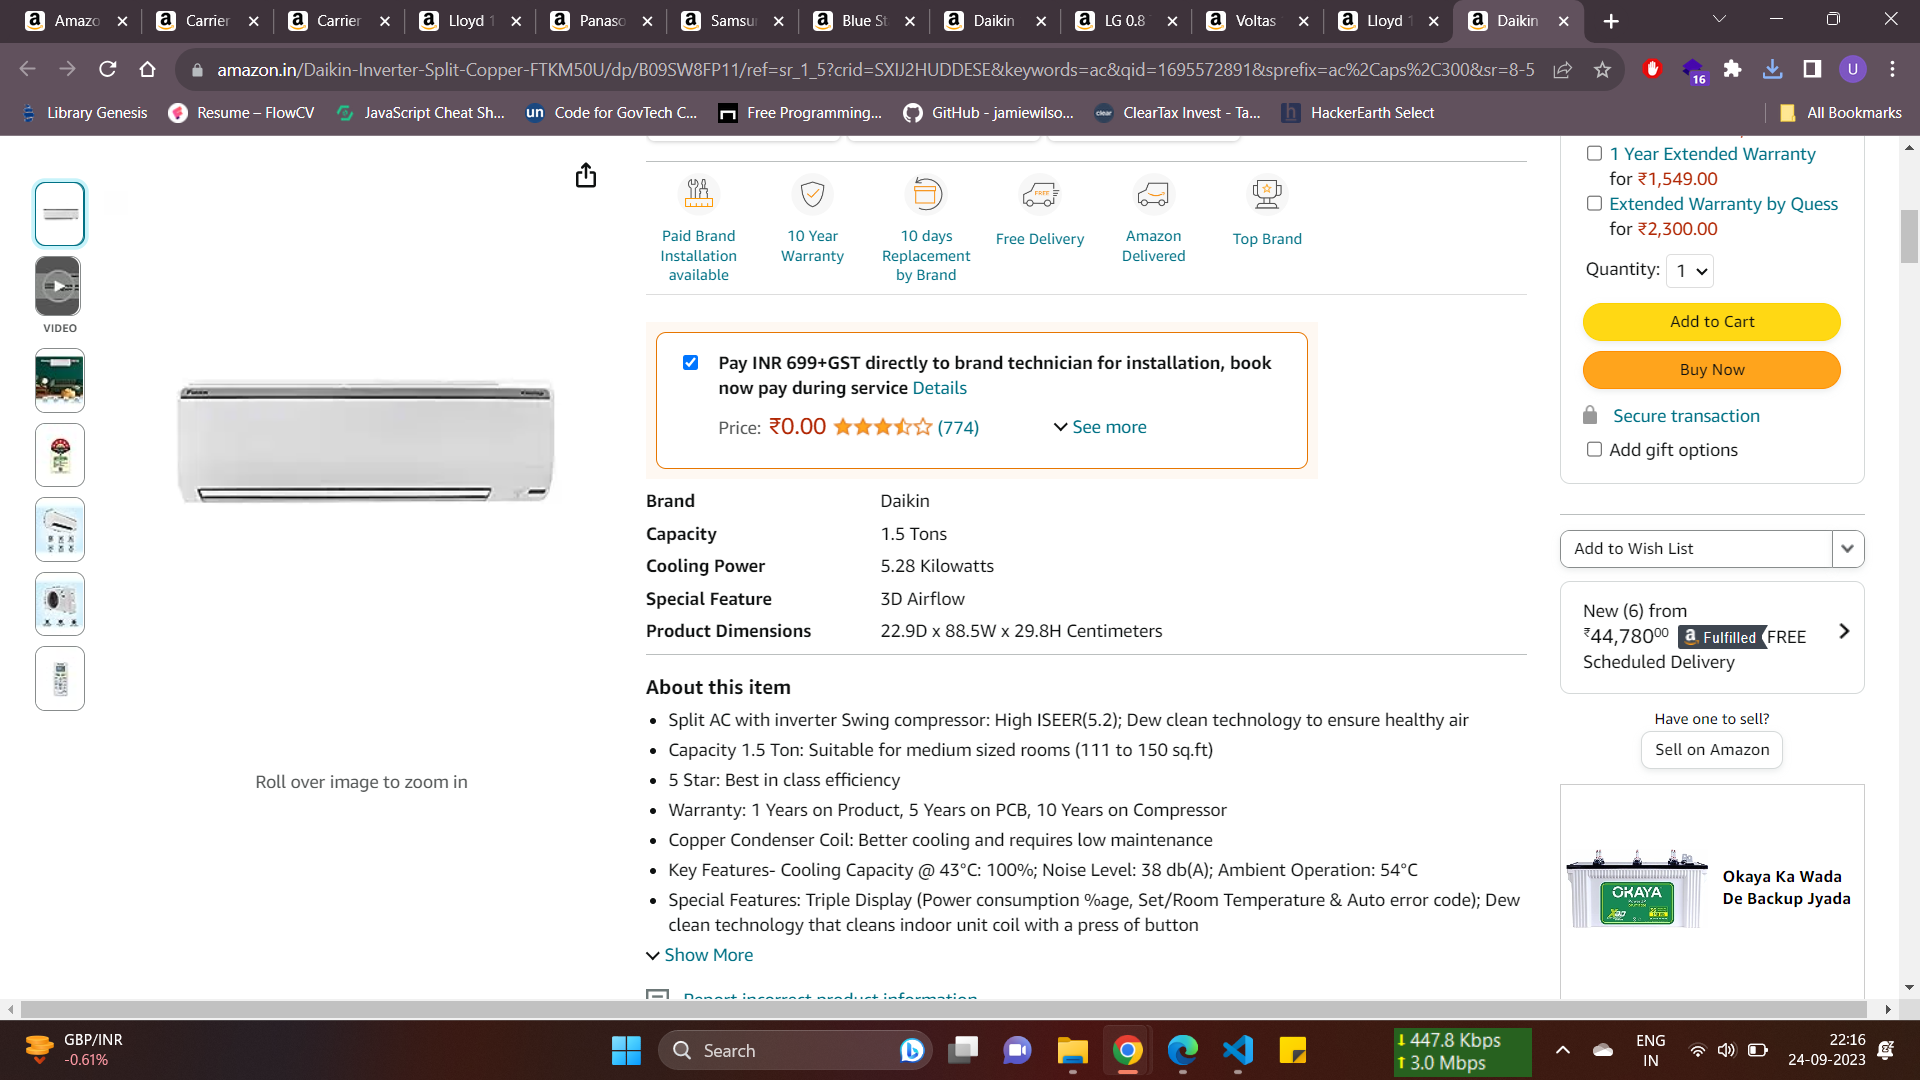 Amazo
Carrier
Carrier
Lloyd 1
Panaso
Samsu
Blue St
Daikin
LG 0.8
Voltas
Lloyd 1
Daikin
amazon.in/Daikin-Inverter-Split-Copper-FTKM50U/dp/B09SW8FP11/ref=sr_1_5?crid=SXIJ2HUDDESE&keywords=ac&qid=1695572891&sprefix=ac%2Caps%2C300&sr=8-5
16
U
Library Genesis
Resume – FlowCV
JavaScript Cheat Sh...
un Code for GovTech C...
Free Programming...
GitHub - jamiewilso...
clear ClearTax Invest - Ta...
h HackerEarth Select
All Bookmarks
VIDEO
Roll over image to zoom in
Paid Brand
Installation
available
10 Year
Warranty
10 days
Replacement
by Brand
FREE
Free Delivery
Amazon
Delivered
Top Brand
Pay INR 699+GST directly to brand technician for installation, book
now pay during service Details
Price: ₹0.00 (774)
See more
Brand Daikin
Capacity 1.5 Tons
Cooling Power 5.28 Kilowatts
Special Feature 3D Airflow
Product Dimensions 22.9D x 88.5W x 29.8H Centimeters
About this item
• Split AC with inverter Swing compressor: High ISEER(5.2); Dew clean technology to ensure healthy air
• Capacity 1.5 Ton: Suitable for medium sized rooms (111 to 150 sq.ft)
• 5 Star: Best in class efficiency
• Warranty: 1 Years on Product, 5 Years on PCB, 10 Years on Compressor
• Copper Condenser Coil: Better cooling and requires low maintenance
• Key Features- Cooling Capacity @ 43°C: 100%; Noise Level: 38 db(A); Ambient Operation: 54°C
• Special Features: Triple Display (Power consumption %age, Set/Room Temperature & Auto error code); Dew
clean technology that cleans indoor unit coil with a press of button
Show More
Report incorrect product information
1 Year Extended Warranty
for ₹1,549.00
Extended Warranty by Quess
for ₹2,300.00
Quantity: 1
Add to Cart
Buy Now
Secure transaction
Add gift options
Add to Wish List
New (6) from
₹44,780⁰⁰ a Fulfilled FREE
Scheduled Delivery
Have one to sell?
Sell on Amazon
OKAYA
Okaya Ka Wada
De Backup Jyada
GBP/INR
-0.61%
Search
447.8 Kbps
3.0 Mbps
ENG
IN
22:16
24-09-2023